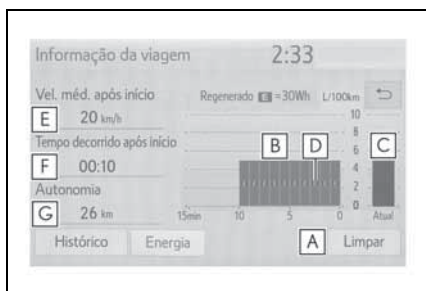 Informação da viagem 2:33
Vel. méd. após início Regenerado E =30Wh L/100km
E 20 km/h
10
8
Tempo decorrido após início
B D C
6
F 00:10
4
Autonomia
2
G 26 km
0
15min 10 5 0 Atual
Histórico Energia A Limpar